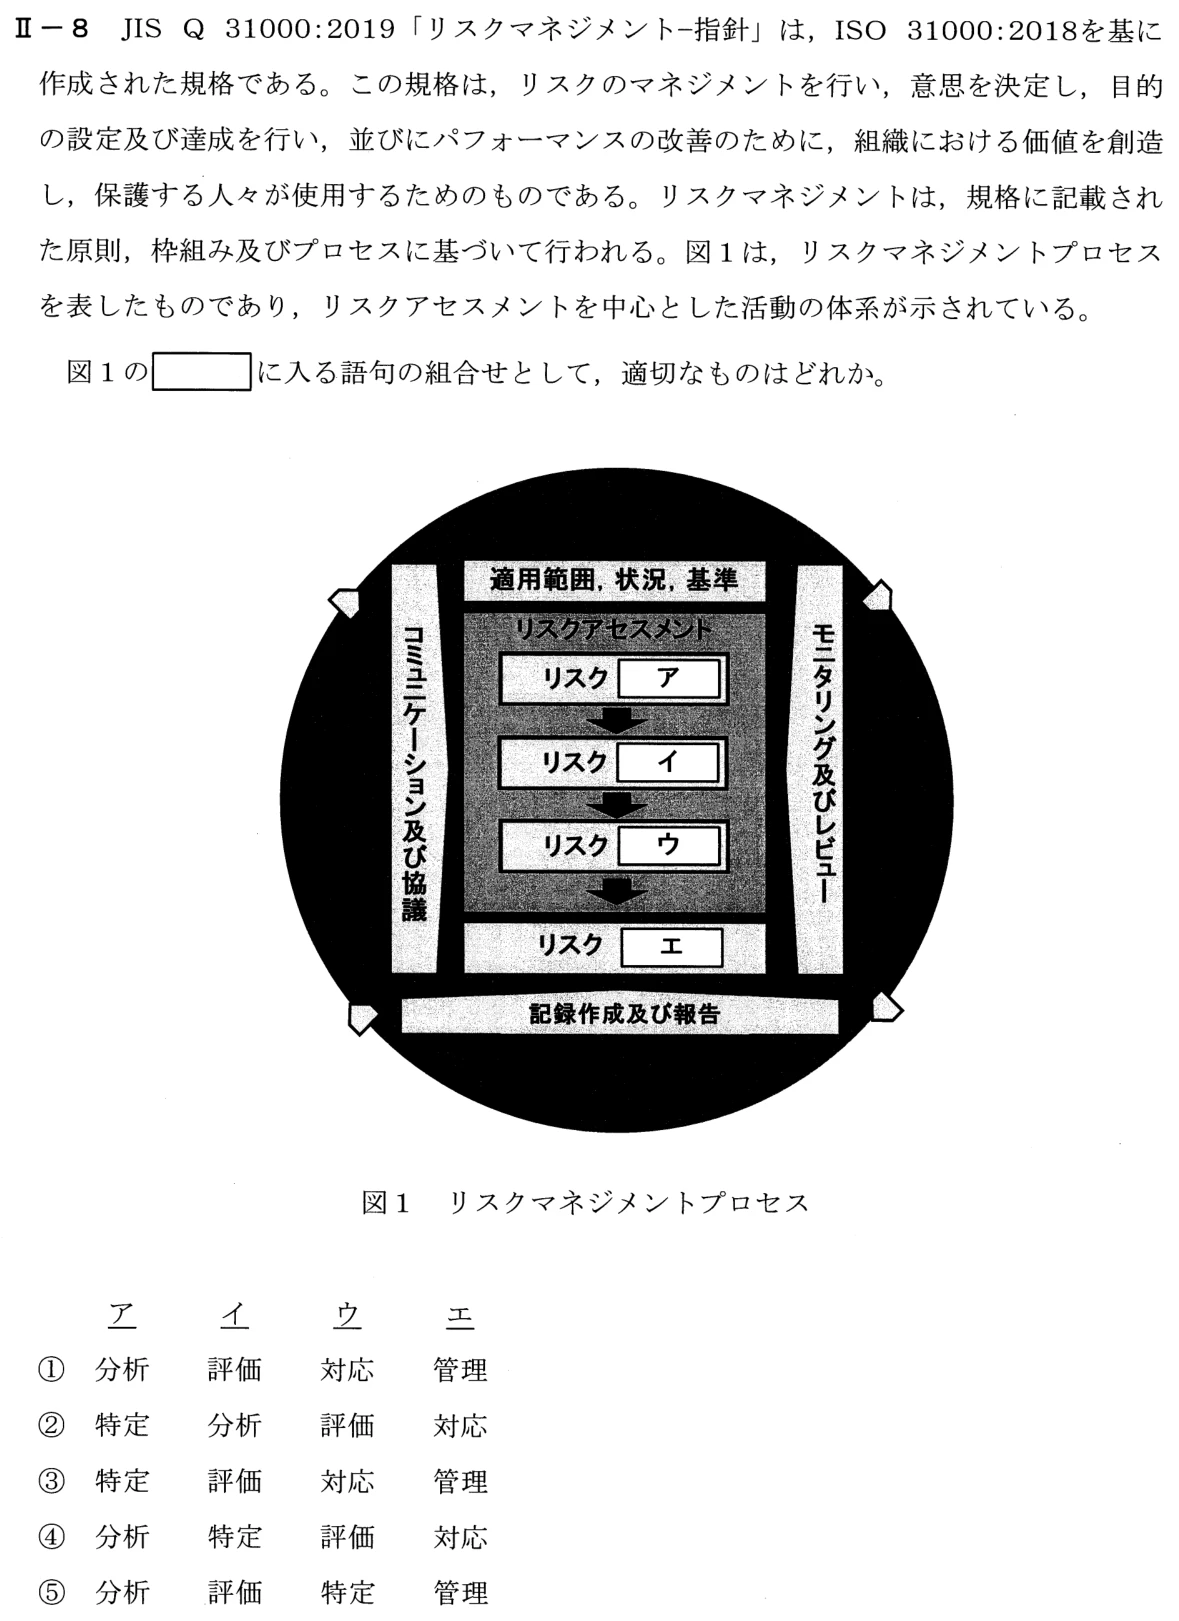 Ⅱ－8 JIS Q 31000:2019「リスクマネジメント−指針」は，ISO 31000:2018を基に
作成された規格である。この規格は，リスクのマネジメントを行い，意思を決定し，目的
の設定及び達成を行い，並びにパフォーマンスの改善のために，組織における価値を創造
し，保護する人々が使用するためのものである。リスクマネジメントは，規格に記載され
た原則，枠組み及びプロセスに基づいて行われる。図1は，リスクマネジメントプロセス
を表したものであり，リスクアセスメントを中心とした活動の体系が示されている。
図1の に入る語句の組合せとして，適切なものはどれか。
適用範囲，状況，基準
コミュニケーション及び協議
リスクアセスメント
リスク ア
リスク イ
リスク ウ
リスク エ
モニタリング及びレビュー
記録作成及び報告
図1 リスクマネジメントプロセス
ア イ ウ エ
① 分析 評価 対応 管理
② 特定 分析 評価 対応
③ 特定 評価 対応 管理
④ 分析 特定 評価 対応
⑤ 分析 評価 特定 管理